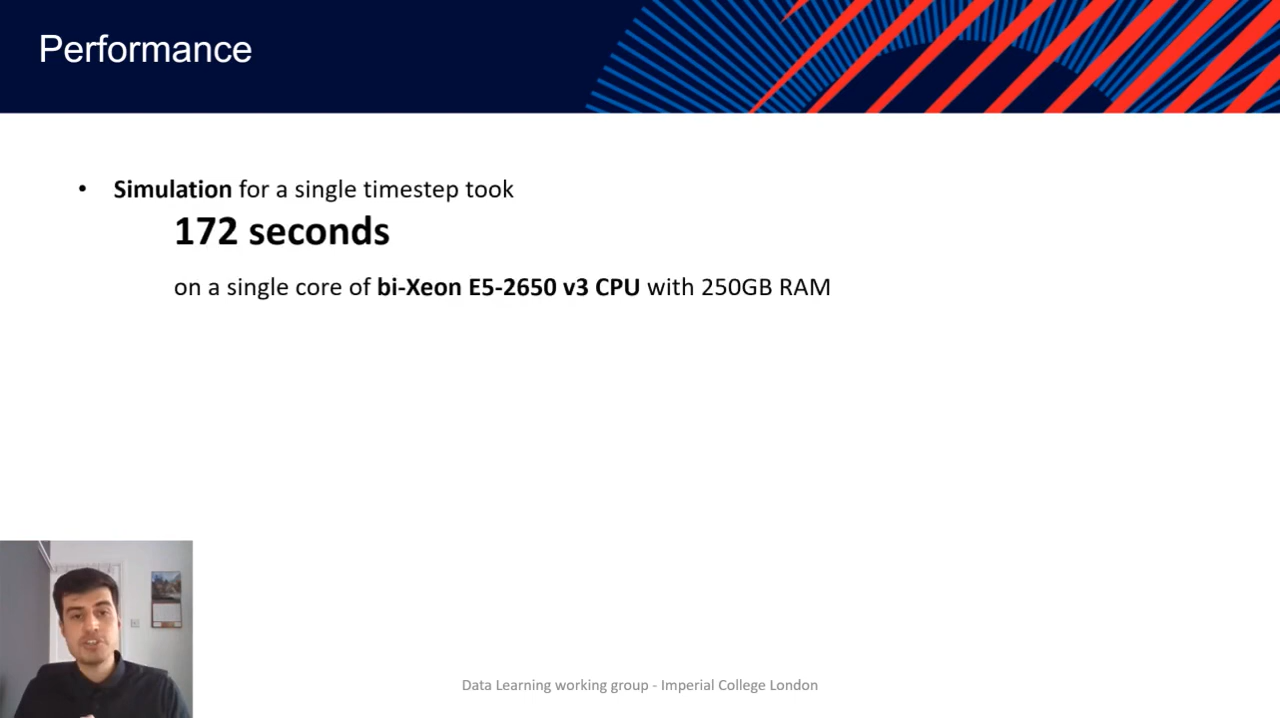 Performance
• Simulation for a single timestep took
172 seconds
on a single core of bi-Xeon E5-2650 v3 CPU with 250GB RAM
Data Learning working group - Imperial College London